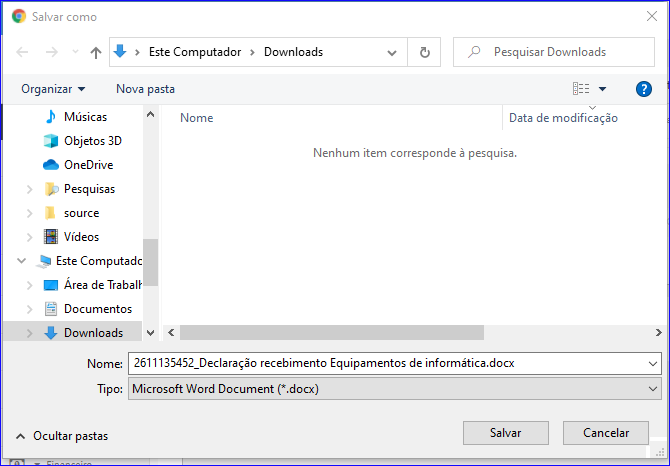 Salvar como
Este Computador
Downloads
Pesquisar Downloads
Organizar
Nova pasta
?
Músicas
Objetos 3D
OneDrive
Pesquisas
source
Vídeos
Este Computado
Área de Trabalh
Documentos
Downloads
Nome
Data de modificação
Nenhum item corresponde à pesquisa.
Nome: 2611135452_Declaração recebimento Equipamentos de informática.docx
Tipo: Microsoft Word Document (*.docx)
Ocultar pastas
Salvar
Cancelar
Financeiro